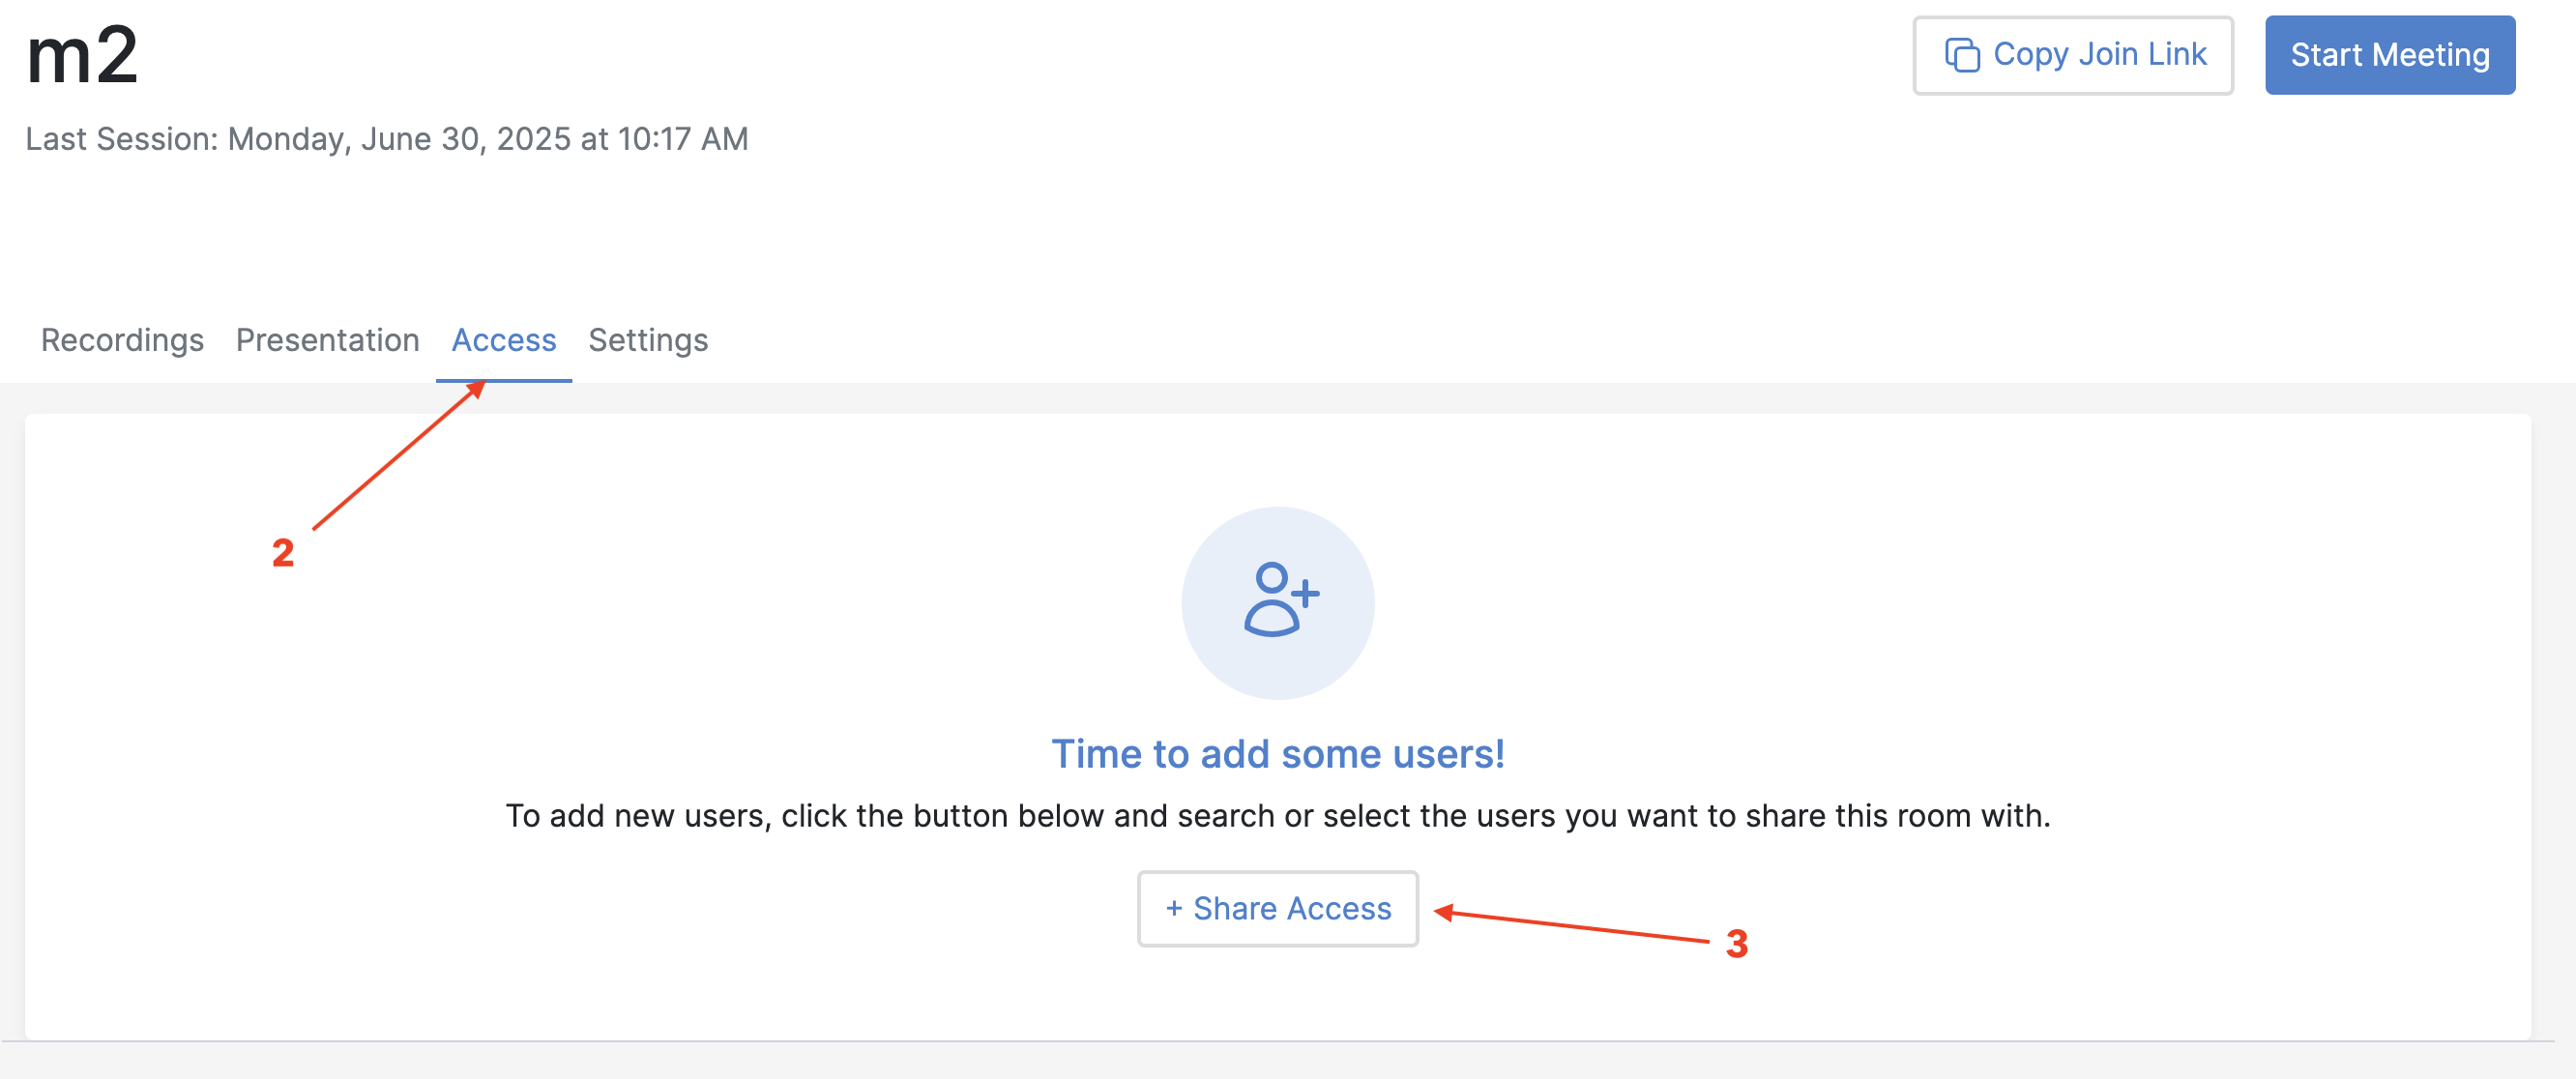 m2
Copy Join Link
Start Meeting
Last Session: Monday, June 30, 2025 at 10:17 AM
Recordings Presentation Access Settings
2
Time to add some users!
To add new users, click the button below and search or select the users you want to share this room with.
+ Share Access
3